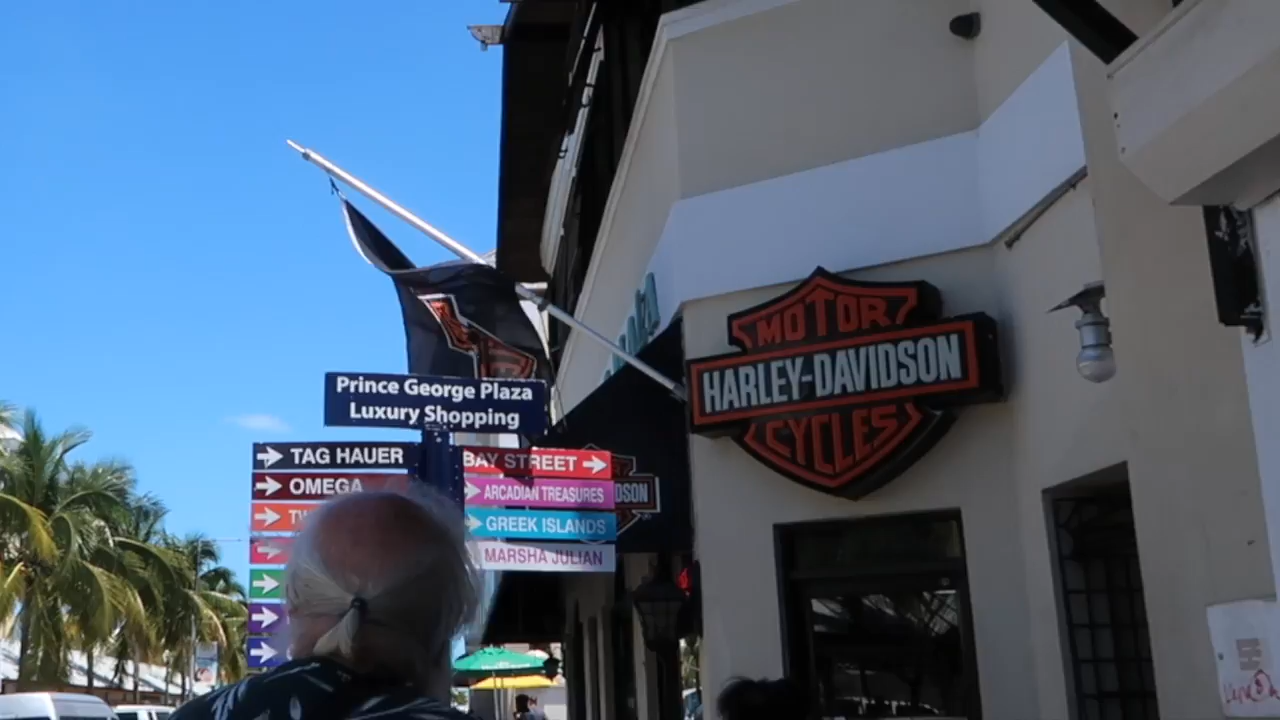 MOTOR
HARLEY-DAVIDSON
CYCLES
Prince George Plaza
Luxury Shopping
TAG HAUER
OMEGA
BAY STREET
ARCADIAN TREASURES
GREEK ISLANDS
MARSHA JULIAN
DSON